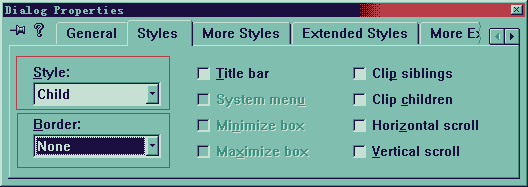 Dialog Properties
General Styles More Styles Extended Styles More Ex
Style:
Child
Border:
None
Title bar
System menu
Minimize box
Maximize box
Clip siblings
Clip children
Horizontal scroll
Vertical scroll